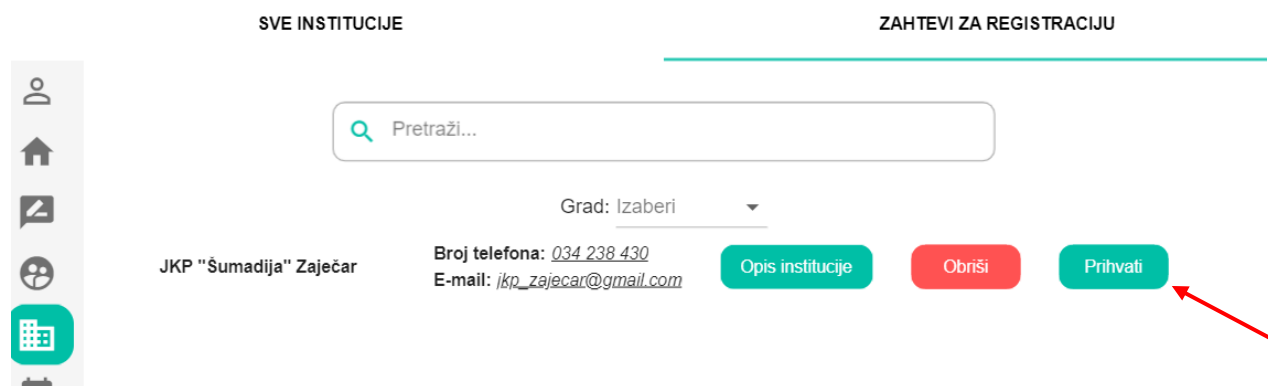 SVE INSTITUCIJE
ZAHTEVI ZA REGISTRACIJU
Pretraži...
Grad: Izaberi
JKP "Šumadija" Zaječar
Broj telefona: 034 238 430
E-mail: jkp_zajecar@gmail.com
Opis institucije
Obriši
Prihvati